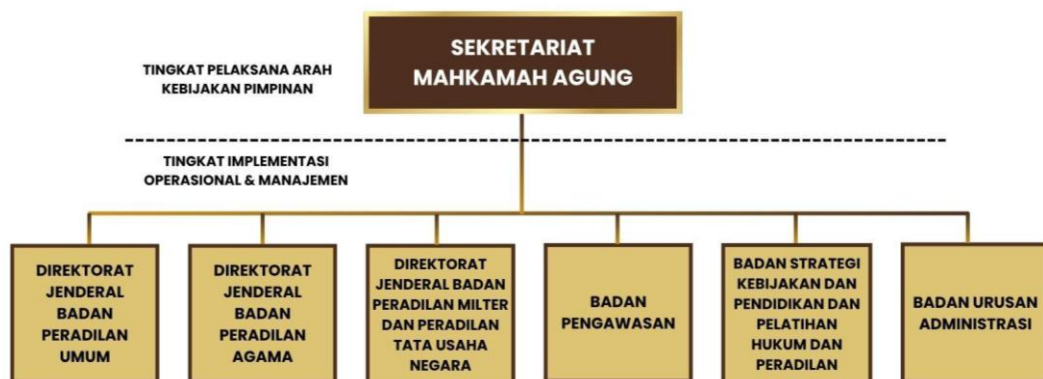 SEKRETARIAT
MAHKAMAH AGUNG
TINGKAT PELAKSANA ARAH
KEBIJAKAN PIMPINAN
TINGKAT IMPLEMENTASI
OPERASIONAL & MANAJEMEN
DIREKTORAT
JENDERAL
BADAN
PERADILAN
UMUM
DIREKTORAT
JENDERAL
BADAN
PERADILAN
AGAMA
DIREKTORAT
JENDERAL BADAN
PERADILAN MILTER
DAN PERADILAN
TATA USAHA
NEGARA
BADAN
PENGAWASAN
BADAN STRATEGI
KEBIJAKAN DAN
PENDIDIKAN DAN
PELATIHAN
HUKUM DAN
PERADILAN
BADAN URUSAN
ADMINISTRASI